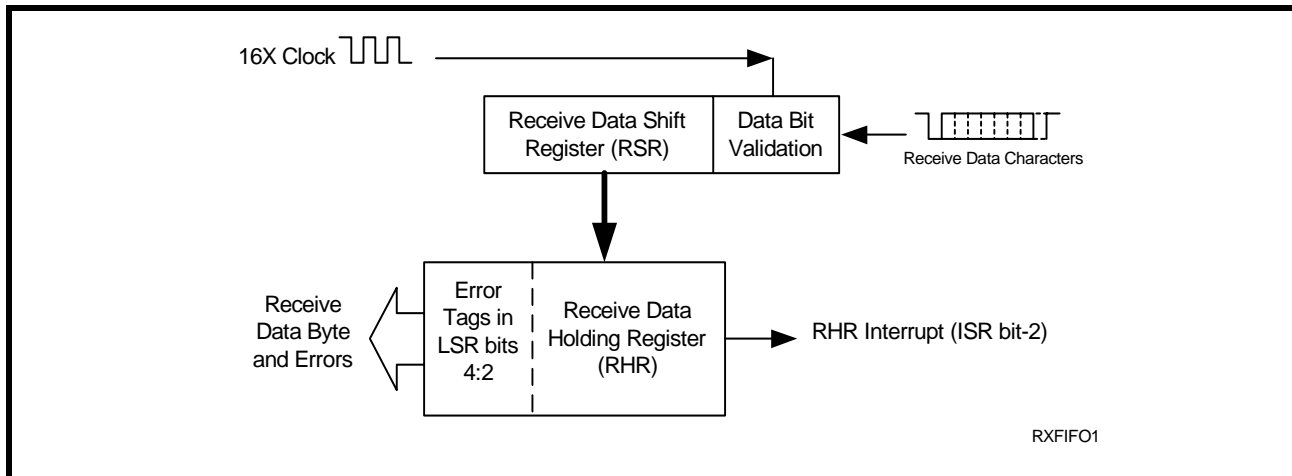 16X Clock
Receive Data Shift
Register (RSR)
Data Bit
Validation
Receive Data Characters
Receive
Data Byte
and Errors
Error
Tags in
LSR bits
4:2
Receive Data
Holding Register
(RHR)
RHR Interrupt (ISR bit-2)
RXFIFO1